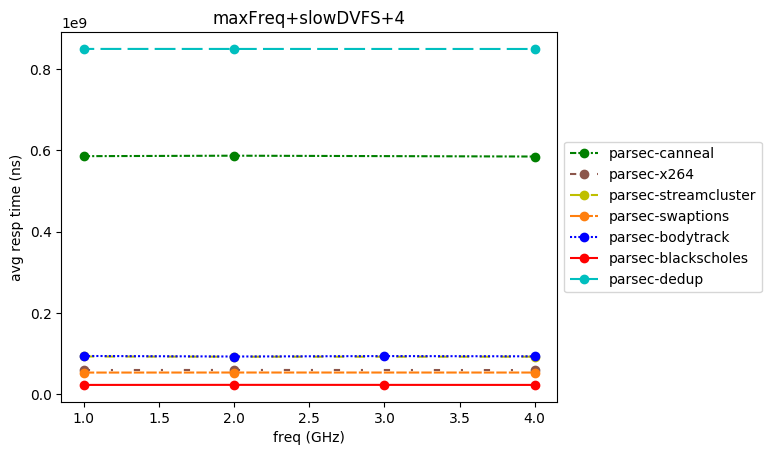 maxFreq+slowDVFS+4
1e9
avg resp time (ns)
0.8
0.6
0.4
0.2
0.0
1.0 1.5 2.0 2.5 3.0 3.5 4.0
freq (GHz)
parsec-canneal
parsec-x264
parsec-streamcluster
parsec-swaptions
parsec-bodytrack
parsec-blackscholes
parsec-dedup